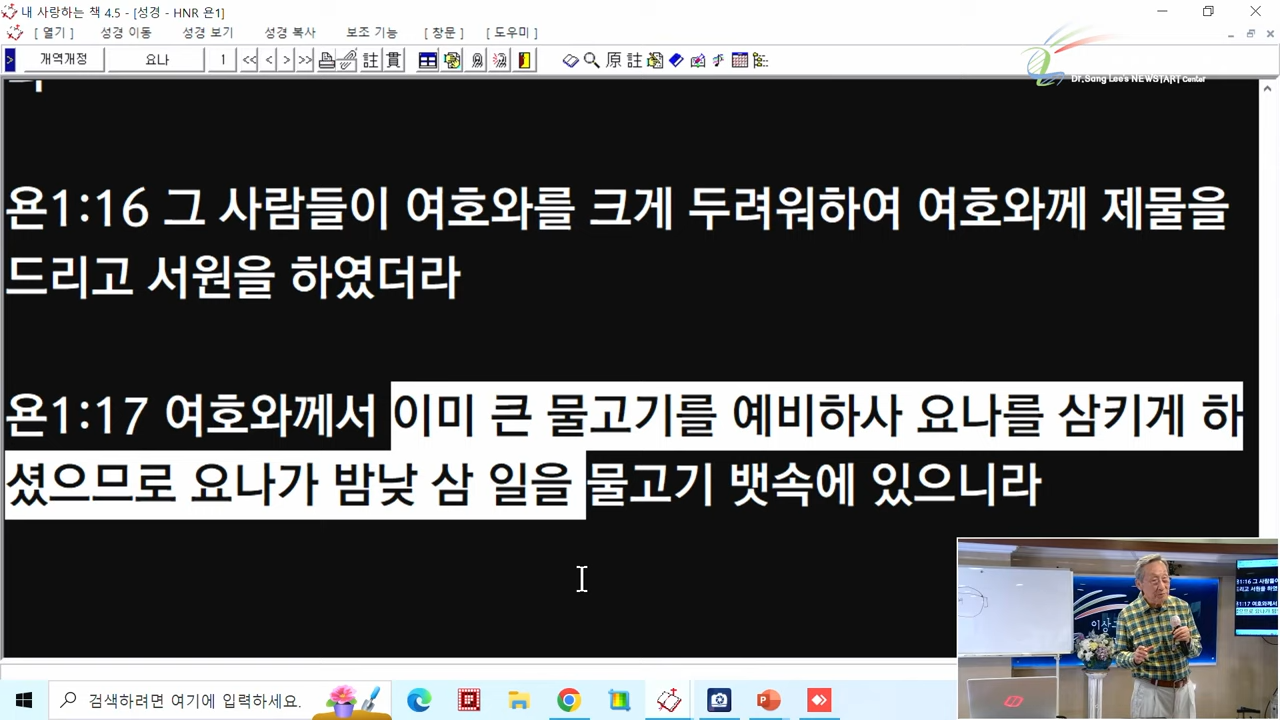 내 사랑하는 책 4.5 - [성경 - HNR 욘1]
[ 열기 ] 성경 이동 성경 보기 성경 복사 보조 기능 [ 창문 ] [ 도우미 ]
개역개정 요나 1 << < > >> 註 貫 原 註
Dr.Sang Lee's NEWSTART Center
욘1:16 그 사람들이 여호와를 크게 두려워하여 여호와께 제물을
드리고 서원을 하였더라
욘1:17 여호와께서 이미 큰 물고기를 예비하사 요나를 삼키게 하
셨으므로 요나가 밤낮 삼 일을 물고기 뱃속에 있으니라
검색하려면 여기에 입력하세요.